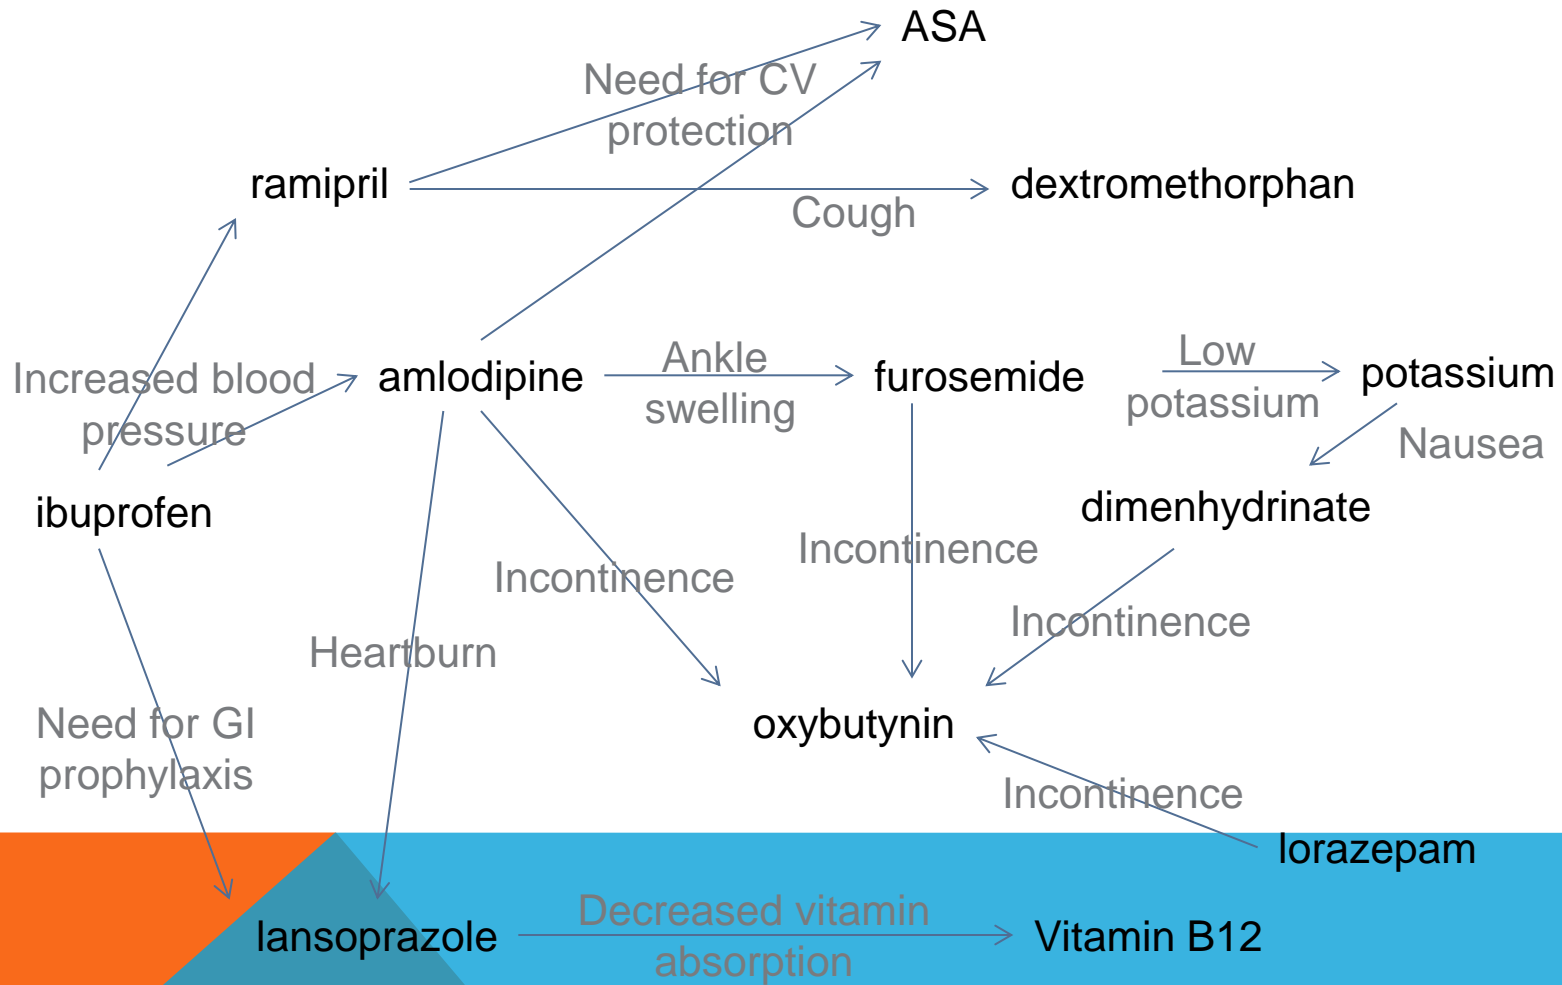 ASA
Need for CV
protection
ramipril
dextromethorphan
Cough
Increased blood
pressure
amlodipine
Ankle
swelling
furosemide
Low
potassium
potassium
Nausea
ibuprofen
dimenhydrinate
Incontinence
Incontinence
Incontinence
Heartburn
Need for GI
prophylaxis
oxybutynin
Incontinence
lorazepam
lansoprazole
Decreased vitamin
absorption
Vitamin B12